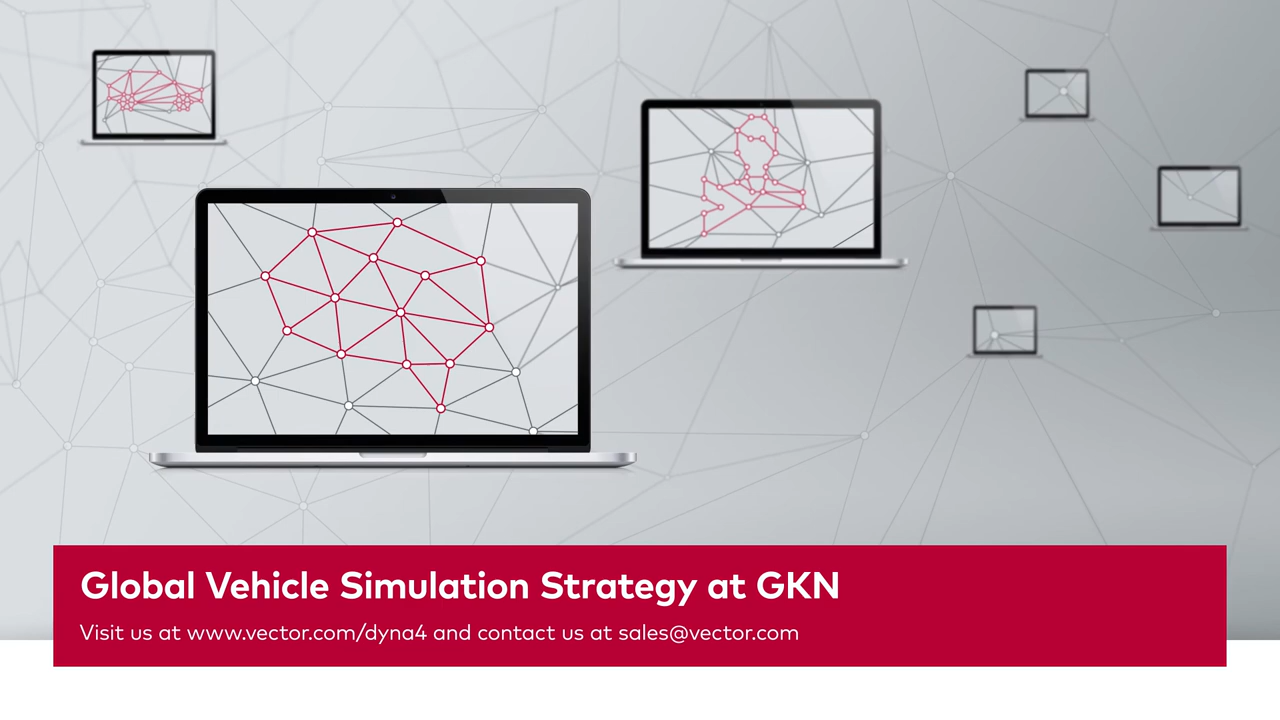 Global Vehicle Simulation Strategy at GKN
Visit us at www.vector.com/dyna4 and contact us at sales@vector.com